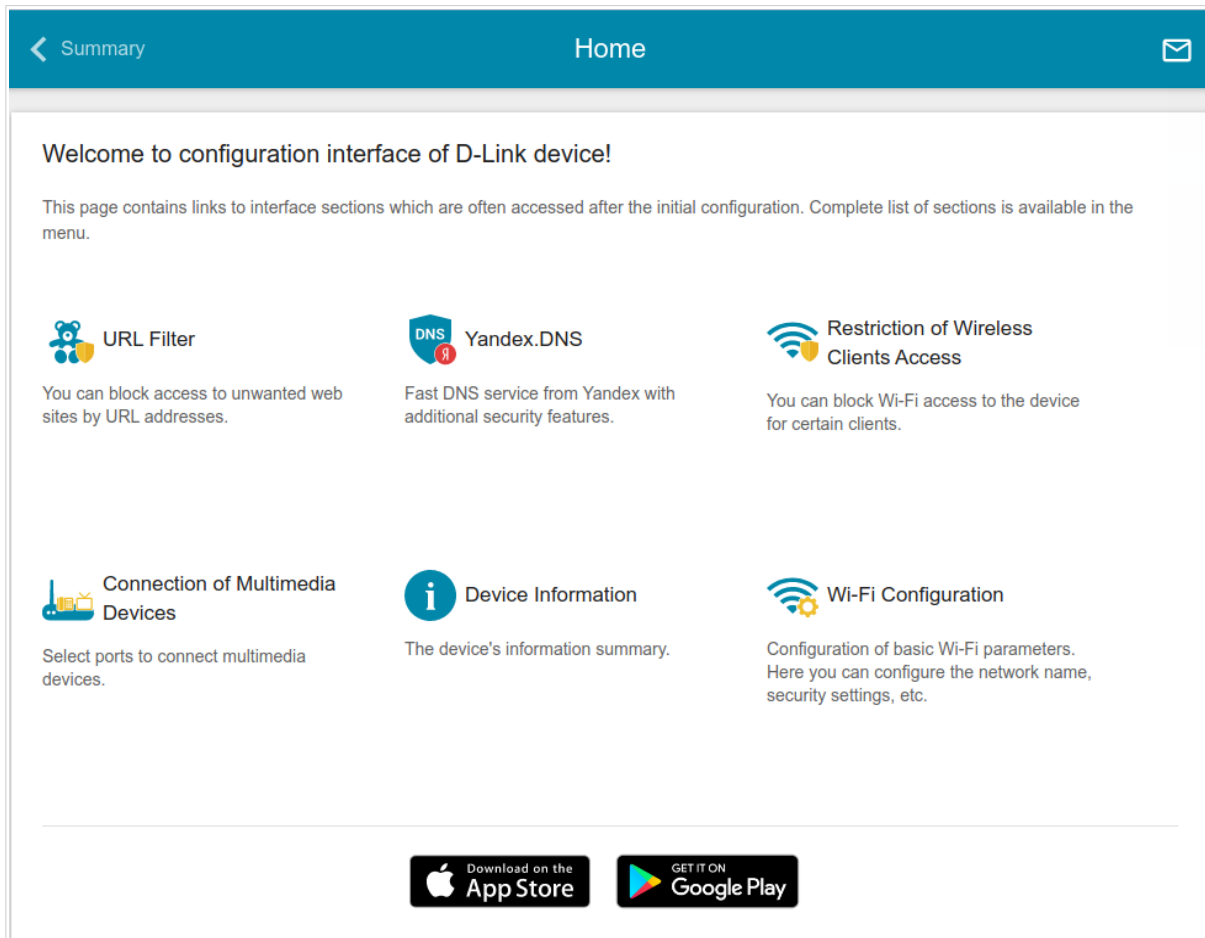 Summary
Home
Welcome to configuration interface of D-Link device!
This page contains links to interface sections which are often accessed after the initial configuration. Complete list of sections is available in the
menu.
URL Filter
You can block access to unwanted web
sites by URL addresses.
DNS
Я
Yandex.DNS
Fast DNS service from Yandex with
additional security features.
Restriction of Wireless
Clients Access
You can block Wi-Fi access to the device
for certain clients.
Connection of Multimedia
Devices
Select ports to connect multimedia
devices.
i
Device Information
The device's information summary.
Wi-Fi Configuration
Configuration of basic Wi-Fi parameters.
Here you can configure the network name,
security settings, etc.
Download on the
App Store
GET IT ON
Google Play